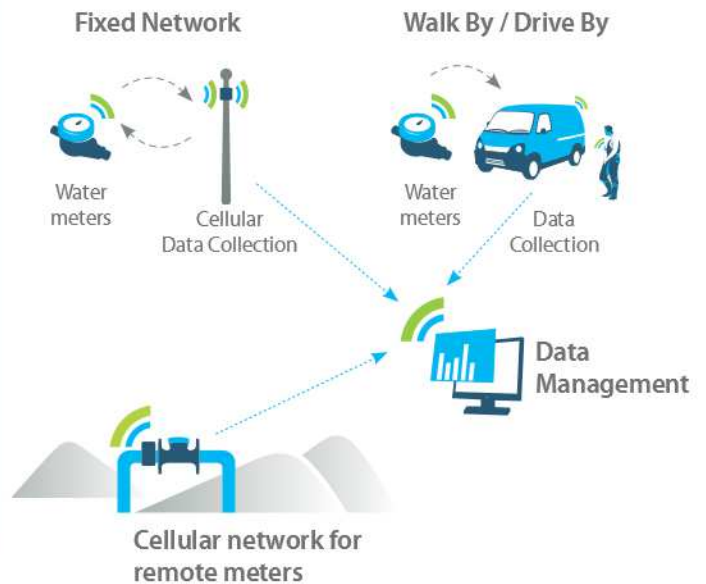 Fixed Network
Walk By / Drive By
Water
meters
Cellular
Data Collection
Water
meters
Data
Collection
Data
Management
Cellular network for
remote meters